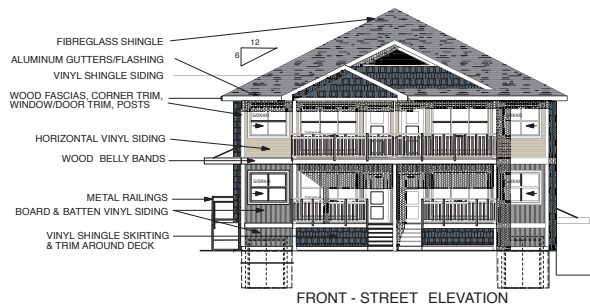 FIBREGLASS SHINGLE
12
6
ALUMINUM GUTTERS/FLASHING
VINYL SHINGLE SIDING
WOOD FASCIAS, CORNER TRIM,
WINDOW/DOOR TRIM, POSTS
HORIZONTAL VINYL SIDING
WOOD BELLY BANDS
METAL RAILINGS
BOARD & BATTEN VINYL SIDING
VINYL SHINGLE SKIRTING
& TRIM AROUND DECK
FRONT - STREET ELEVATION